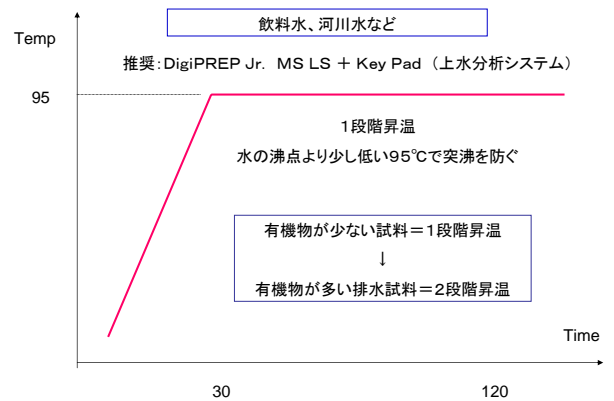 飲料水、河川水など
Temp
推奨：DigiPREP Jr. MS LS ＋ Key Pad （上水分析システム）
95
１段階昇温
水の沸点より少し低い９５℃で突沸を防ぐ
有機物が少ない試料＝１段階昇温
↓
有機物が多い排水試料＝２段階昇温
Time
30
120